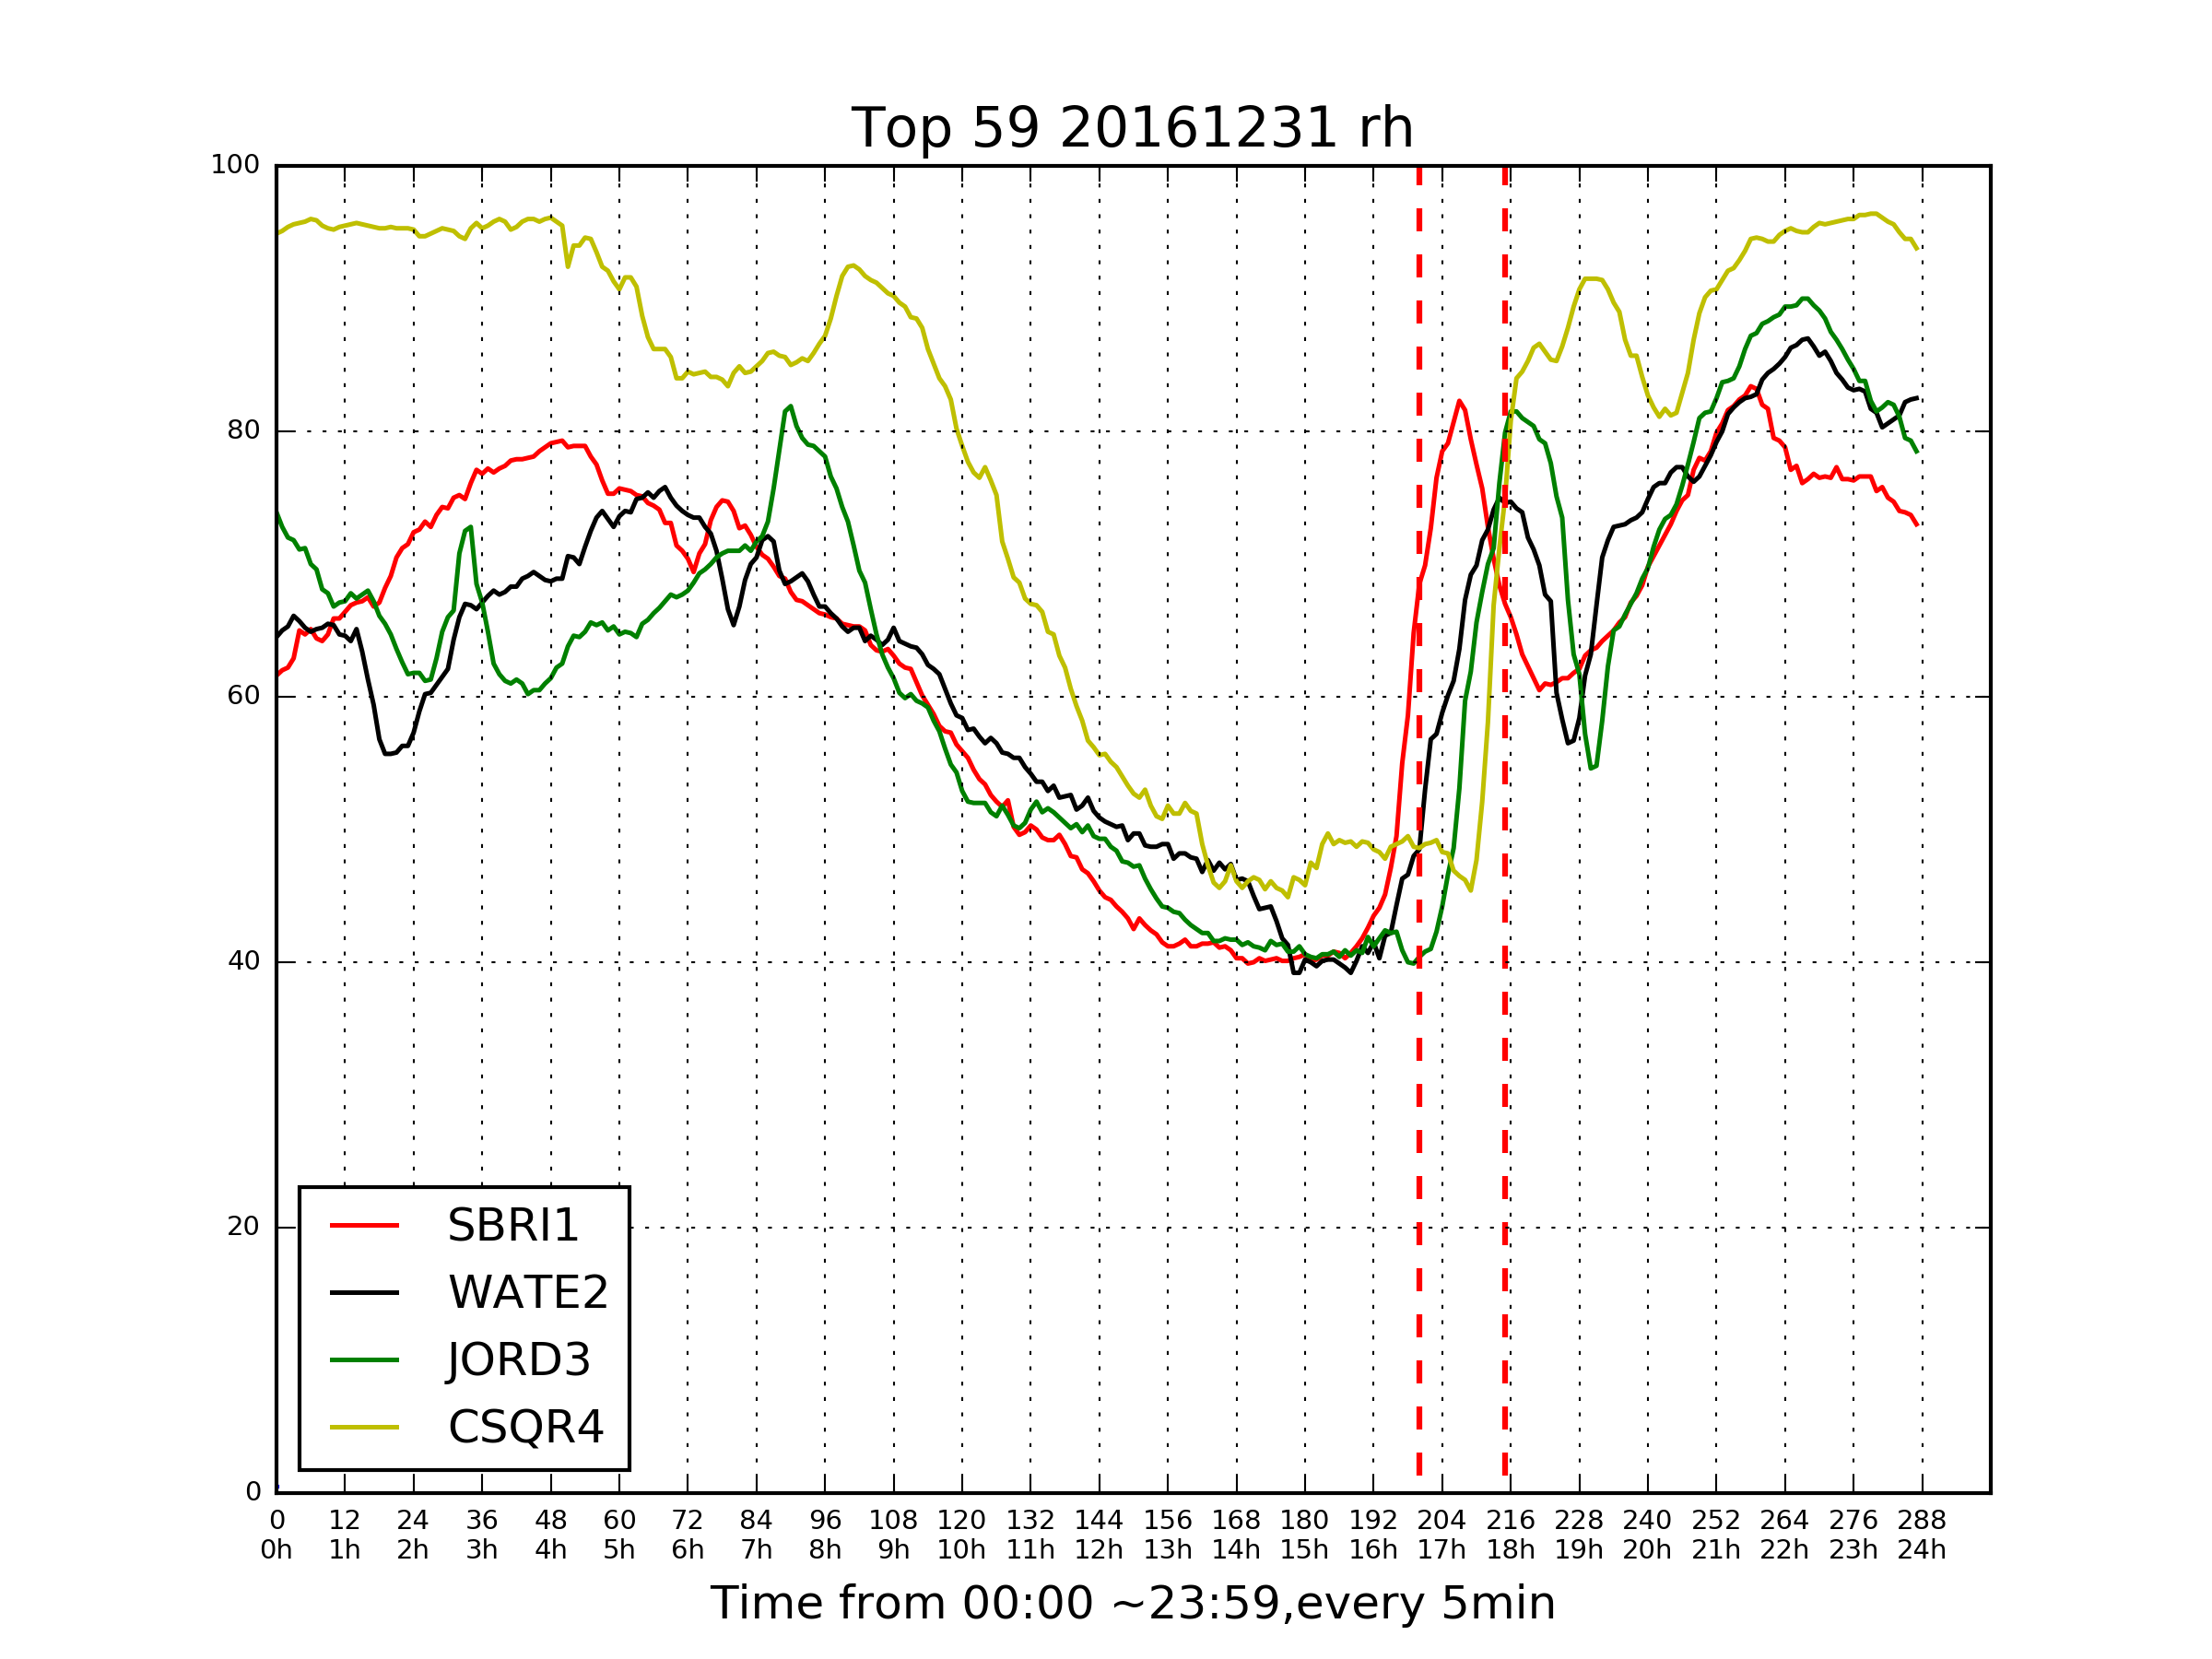 Top 59 20161231 rh
100
80
60
40
20
0
SBRI1
WATE2
JORD3
CSQR4
0 12 24 36 48 60 72 84 96 108 120 132 144 156 168 180 192 204 216 228 240 252 264 276 288
0h 1h 2h 3h 4h 5h 6h 7h 8h 9h 10h 11h 12h 13h 14h 15h 16h 17h 18h 19h 20h 21h 22h 23h 24h
Time from 00:00 ~23:59,every 5min